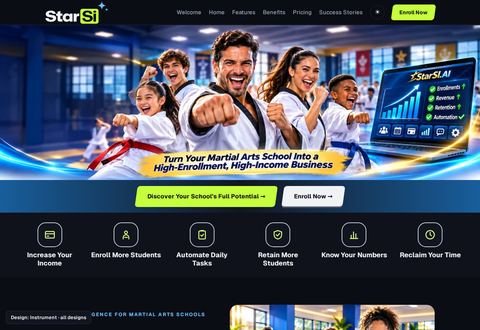 StarSi
Welcome Home Features Benefits Pricing Success Stories
Enroll Now
StarSi.AI
Enrollments
Revenue
Retention
Automation
Turn Your Martial Arts School Into a
High-Enrollment, High-Income Business
Discover Your School's Full Potential →
Enroll Now →
Increase Your
Income
Enroll More Students
Automate Daily
Tasks
Retain More
Students
Know Your Numbers
Reclaim Your Time
Design: Instrument · all designs
GENCE FOR MARTIAL ARTS SCHOOLS